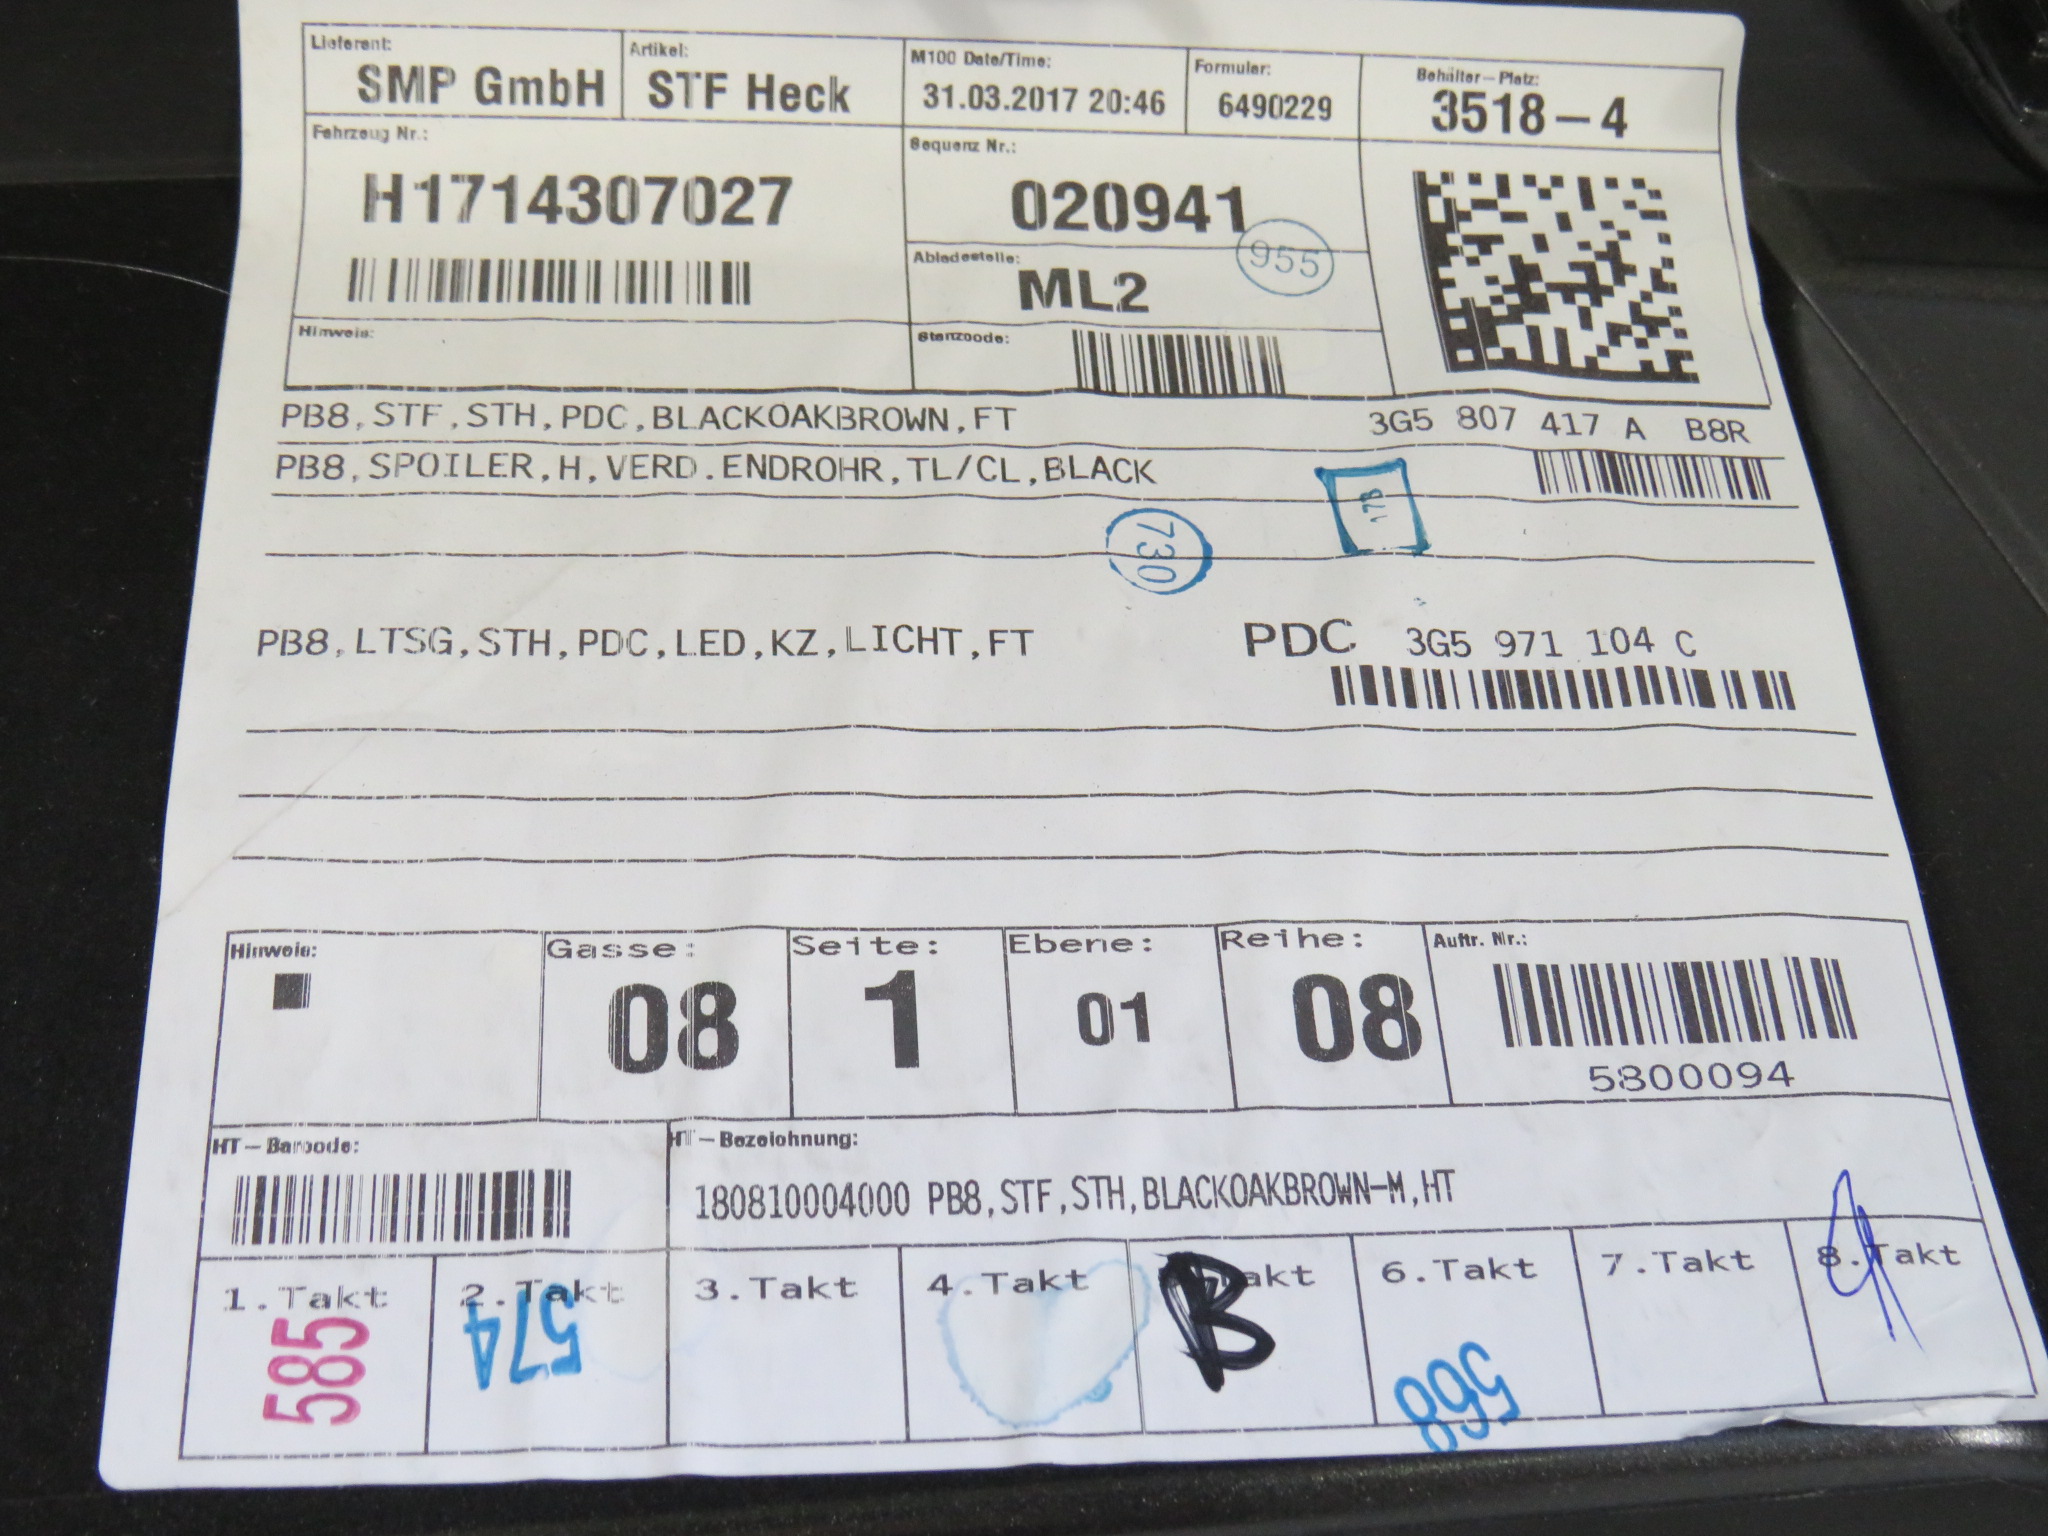 Lieferant: Artikel: M100 Date/Time: Formular: Behälter-Platz:
SMP GmbH STF Heck 31.03.2017 20:46 6490229 3518-4
Fahrzeug Nr.: Sequenz Nr.:
H1714307027 020941
955
Abladestelle:
ML2
Hinweis: Stanzcode:
PB8,STF,STH,PDC,BLACKOAKBROWN,FT 3G5 807 417 A B8R
PB8,SPOILER,H,VERD.ENDROHR,TL/CL,BLACK
173
730
PB8,LTSG,STH,PDC,LED,KZ,LICHT,FT PDC 3G5 971 104 C
Hinweis: Gasse: Seite: Ebene: Reihe: Auftr. Nr.:
08 1 01 08
5800094
HT-Barcode: HT-Bezeichnung:
180810004000 PB8,STF,STH,BLACKOAKBROWN-M,HT
1.Takt 2.Takt 3.Takt 4.Takt akt 6.Takt 7.Takt 8.Takt
585 574 B 568